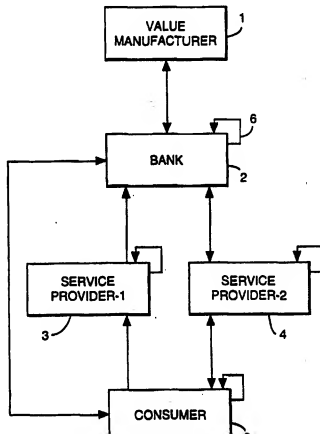 VALUE
MANUFACTURER
1
6
BANK
2
SERVICE
PROVIDER-1
SERVICE
PROVIDER-2
3
4
CONSUMER